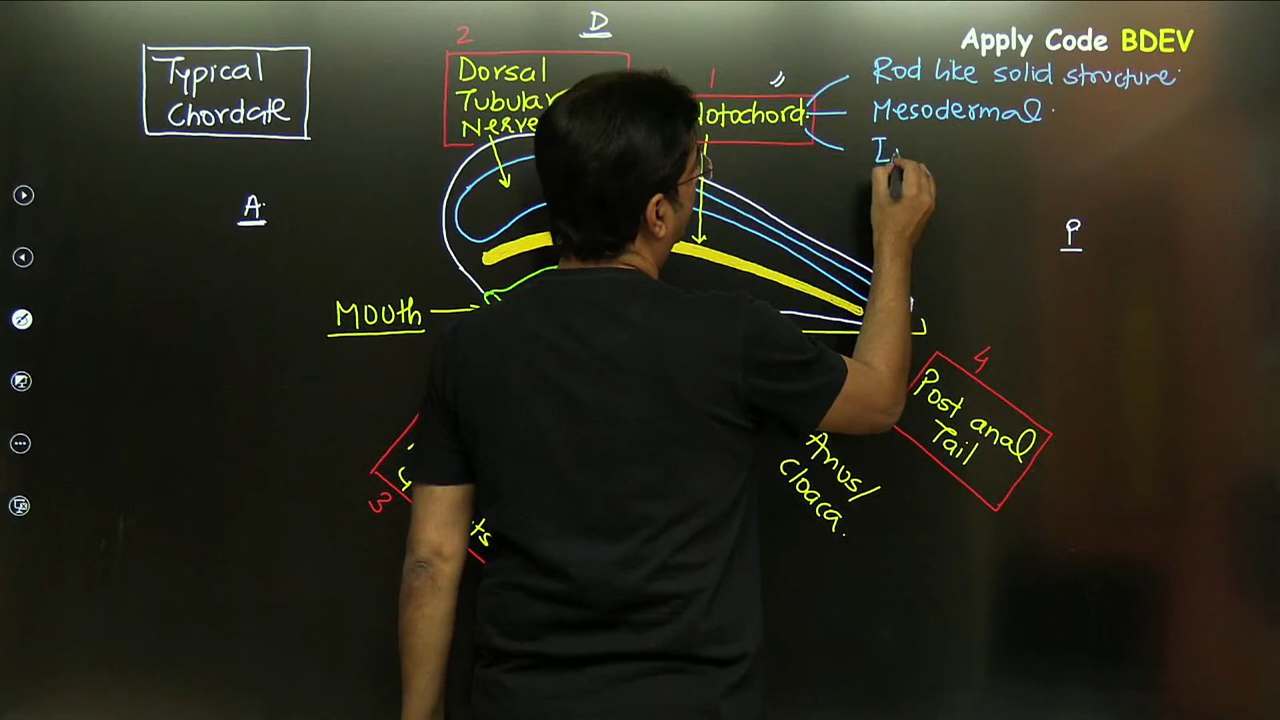 D
Apply Code BDEV
Typical
Chordate
2
Dorsal
Tubular
Nerve
1
Notochord
Rod like solid structure
Mesodermal
A
P
Mouth
3
4
Post anal
Tail
Anus/
Cloaca.